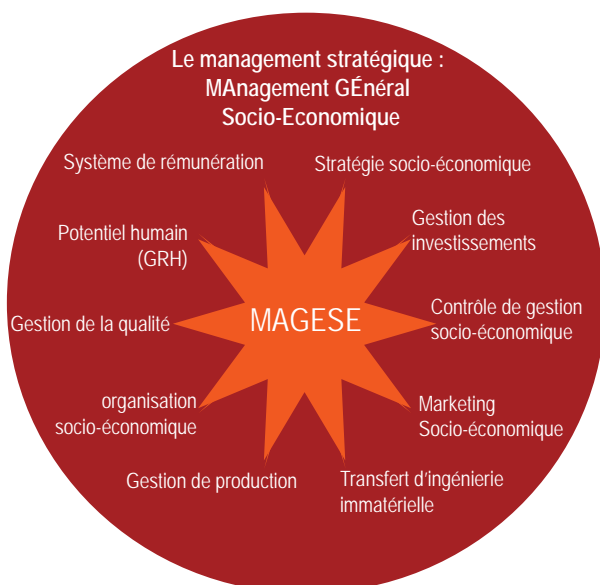 Le management stratégique :
MAnagement GÉnéral
Socio-Economique
Système de rémunération
Stratégie socio-économique
Potentiel humain
(GRH)
Gestion des
investissements
Gestion de la qualité
MAGESE
Contrôle de gestion
socio-économique
organisation
socio-économique
Marketing
Socio-économique
Gestion de production
Transfert d'ingénierie
immatérielle